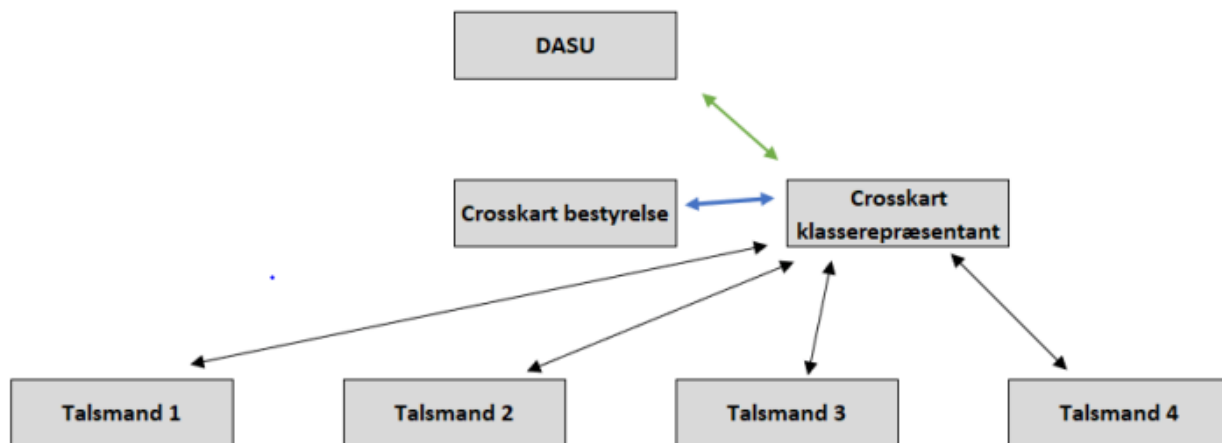 DASU
Crosskart bestyrelse
Crosskart
klasserepræsentant
Talsmand 1
Talsmand 2
Talsmand 3
Talsmand 4